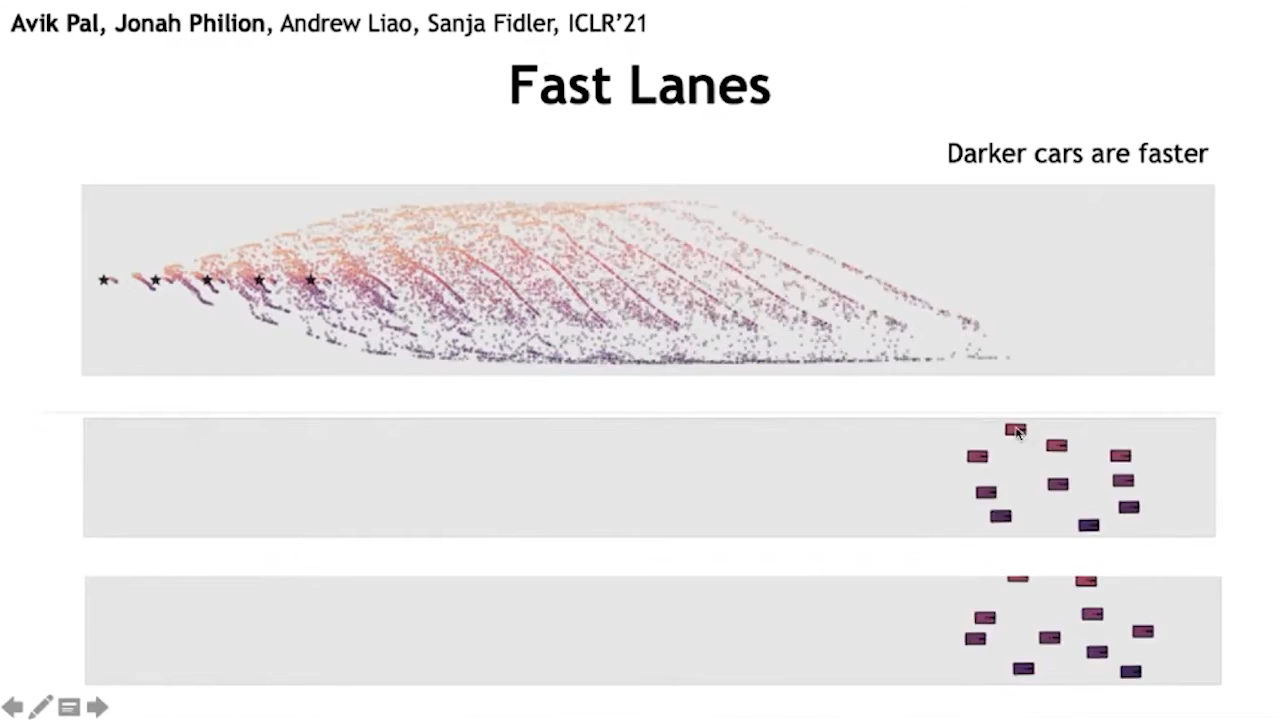 Avik Pal, Jonah Philion, Andrew Liao, Sanja Fidler, ICLR’21
Fast Lanes
Darker cars are faster